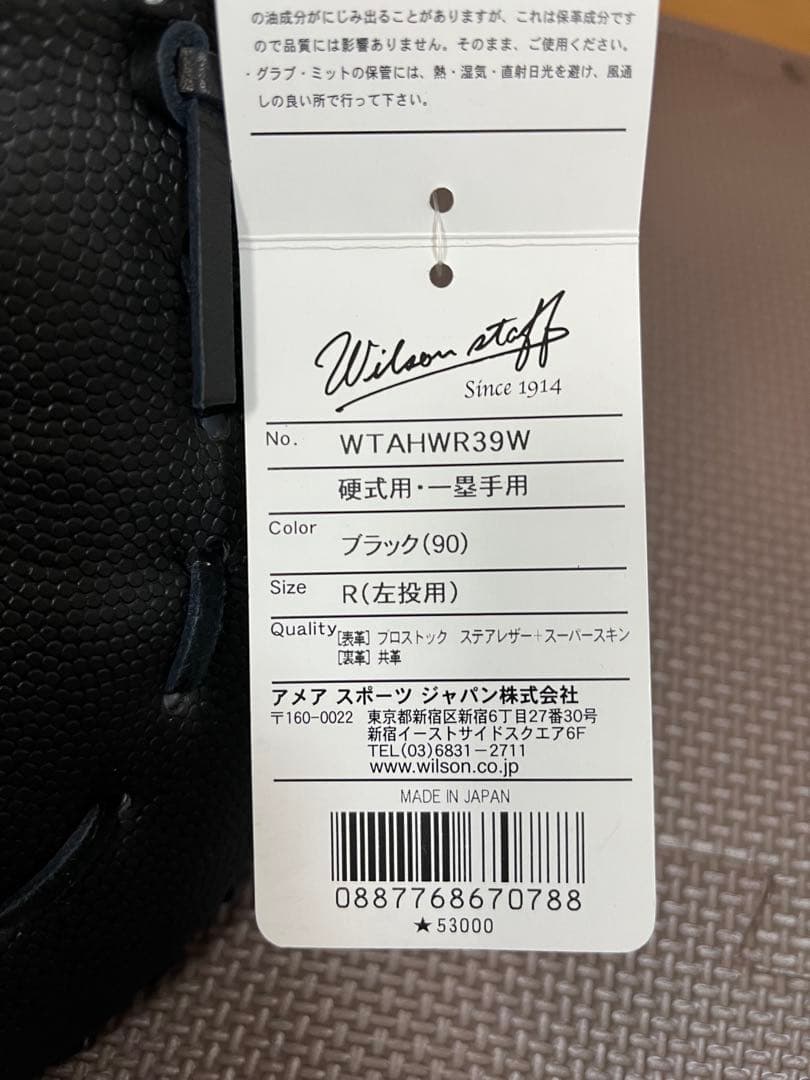 の油成分がにじみ出ることがありますが、これは保革成分です
ので品質には影響ありません。そのまま、ご使用ください。
・グラブ・ミットの保管には、熱・湿気・直射日光を避け、風通
しの良い所で行って下さい。
Wilson staff
Since 1914
No. WTAHWR39W
硬式用・一塁手用
Color ブラック(90)
Size R(左投用)
Quality [表革] プロストック ステアレザー+スーパースキン
[裏革] 共革
アメア スポーツ ジャパン株式会社
〒160-0022 東京都新宿区新宿6丁目27番30号
新宿イーストサイドスクエア6F
TEL(03)6831-2711
www.wilson.co.jp
MADE IN JAPAN
0887768670788
★53000